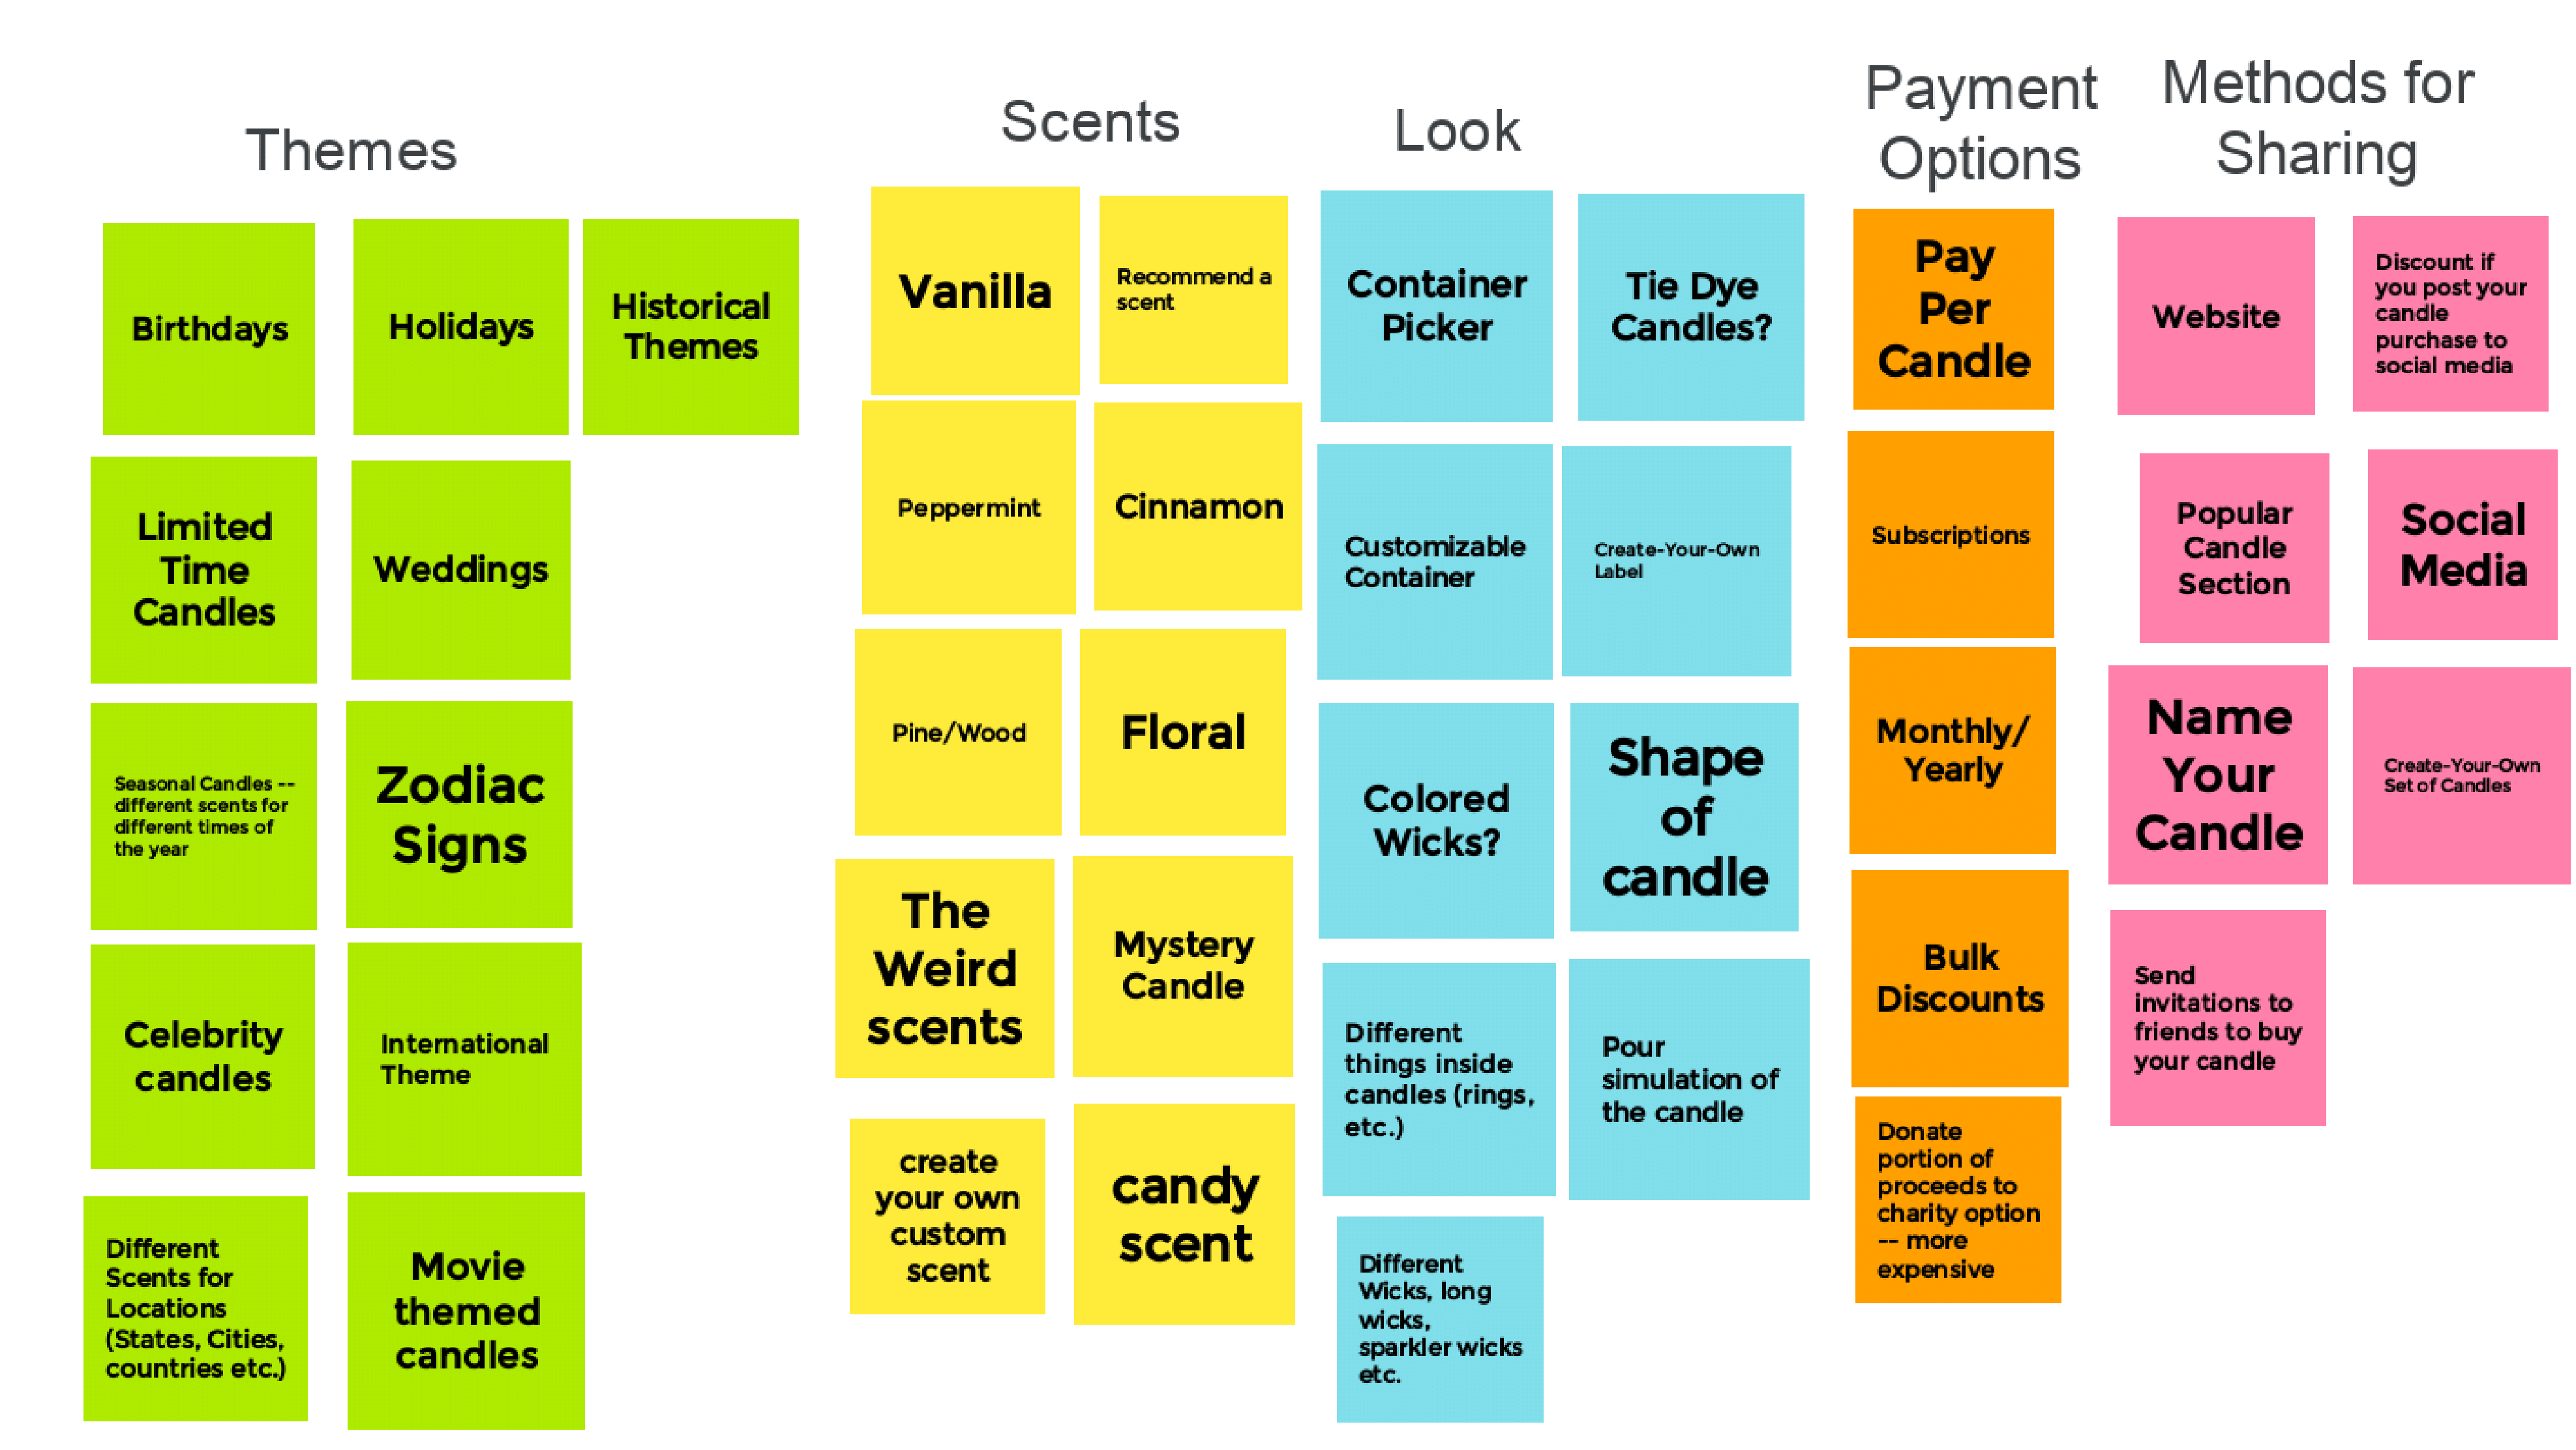 Themes
Birthdays
Holidays
Historical
Themes
Limited
Time
Candles
Weddings
Seasonal Candles --
different scents for
different times of
the year
Zodiac
Signs
Celebrity
candles
International
Theme
Different
Scents for
Locations
(States, Cities,
countries etc.)
Movie
themed
candles
Scents
Vanilla
Recommend a
scent
Peppermint
Cinnamon
Pine/Wood
Floral
The
Weird
scents
Mystery
Candle
create
your own
custom
scent
candy
scent
Look
Container
Picker
Tie Dye
Candles?
Customizable
Container
Create-Your-Own
Label
Colored
Wicks?
Shape
of
candle
Different
things inside
candles (rings,
etc.)
Pour
simulation of
the candle
Different
Wicks, long
wicks,
sparkler wicks
etc.
Payment
Options
Pay
Per
Candle
Subscriptions
Monthly/
Yearly
Bulk
Discounts
Donate
portion of
proceeds to
charity option
-- more
expensive
Methods for
Sharing
Website
Discount if
you post your
candle
purchase to
social media
Popular
Candle
Section
Social
Media
Name
Your
Candle
Create-Your-Own
Set of Candles
Send
invitations to
friends to buy
your candle